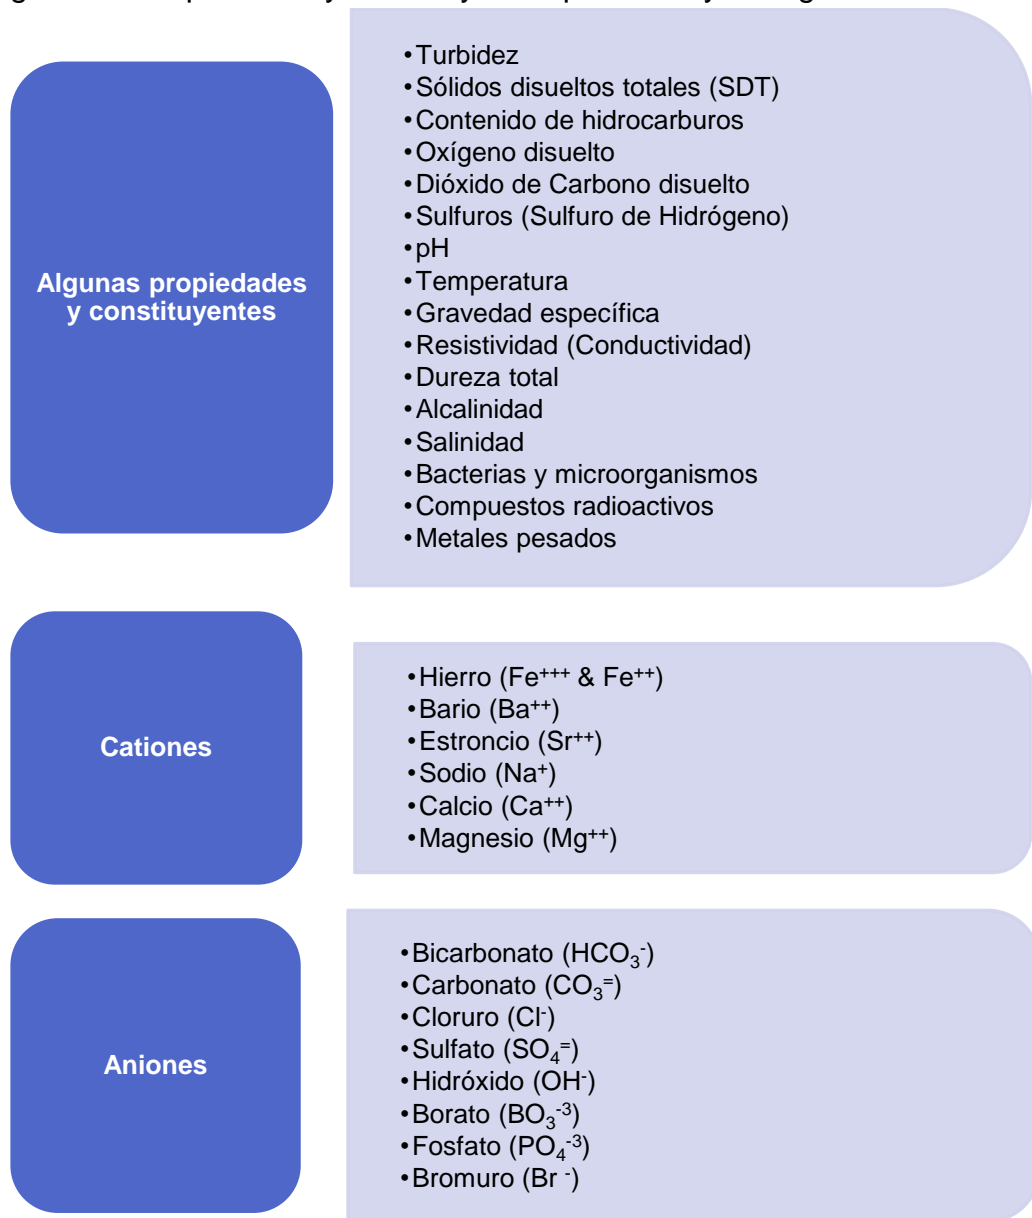 Algunas propiedades
y constituyentes
•Turbidez
•Sólidos disueltos totales (SDT)
•Contenido de hidrocarburos
•Oxígeno disuelto
•Dióxido de Carbono disuelto
•Sulfuros (Sulfuro de Hidrógeno)
•pH
•Temperatura
•Gravedad específica
•Resistividad (Conductividad)
•Dureza total
•Alcalinidad
•Salinidad
•Bacterias y microorganismos
•Compuestos radioactivos
•Metales pesados
Cationes
•Hierro (Fe⁺⁺⁺ & Fe⁺⁺)
•Bario (Ba⁺⁺)
•Estroncio (Sr⁺⁺)
•Sodio (Na⁺)
•Calcio (Ca⁺⁺)
•Magnesio (Mg⁺⁺)
Aniones
•Bicarbonato (HCO₃⁻)
•Carbonato (CO₃⁼)
•Cloruro (Cl⁻)
•Sulfato (SO₄⁼)
•Hidróxido (OH⁻)
•Borato (BO₃⁻³)
•Fosfato (PO₄⁻³)
•Bromuro (Br ⁻)